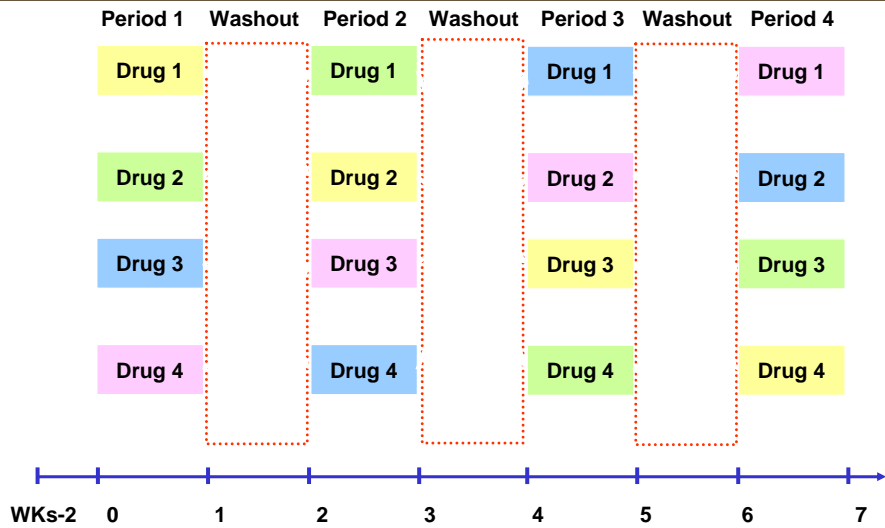 Period 1 Washout Period 2 Washout Period 3 Washout Period 4
Drug 1 Drug 1 Drug 1 Drug 1
Drug 2 Drug 2 Drug 2 Drug 2
Drug 3 Drug 3 Drug 3 Drug 3
Drug 4 Drug 4 Drug 4 Drug 4
WKs-2 0 1 2 3 4 5 6 7